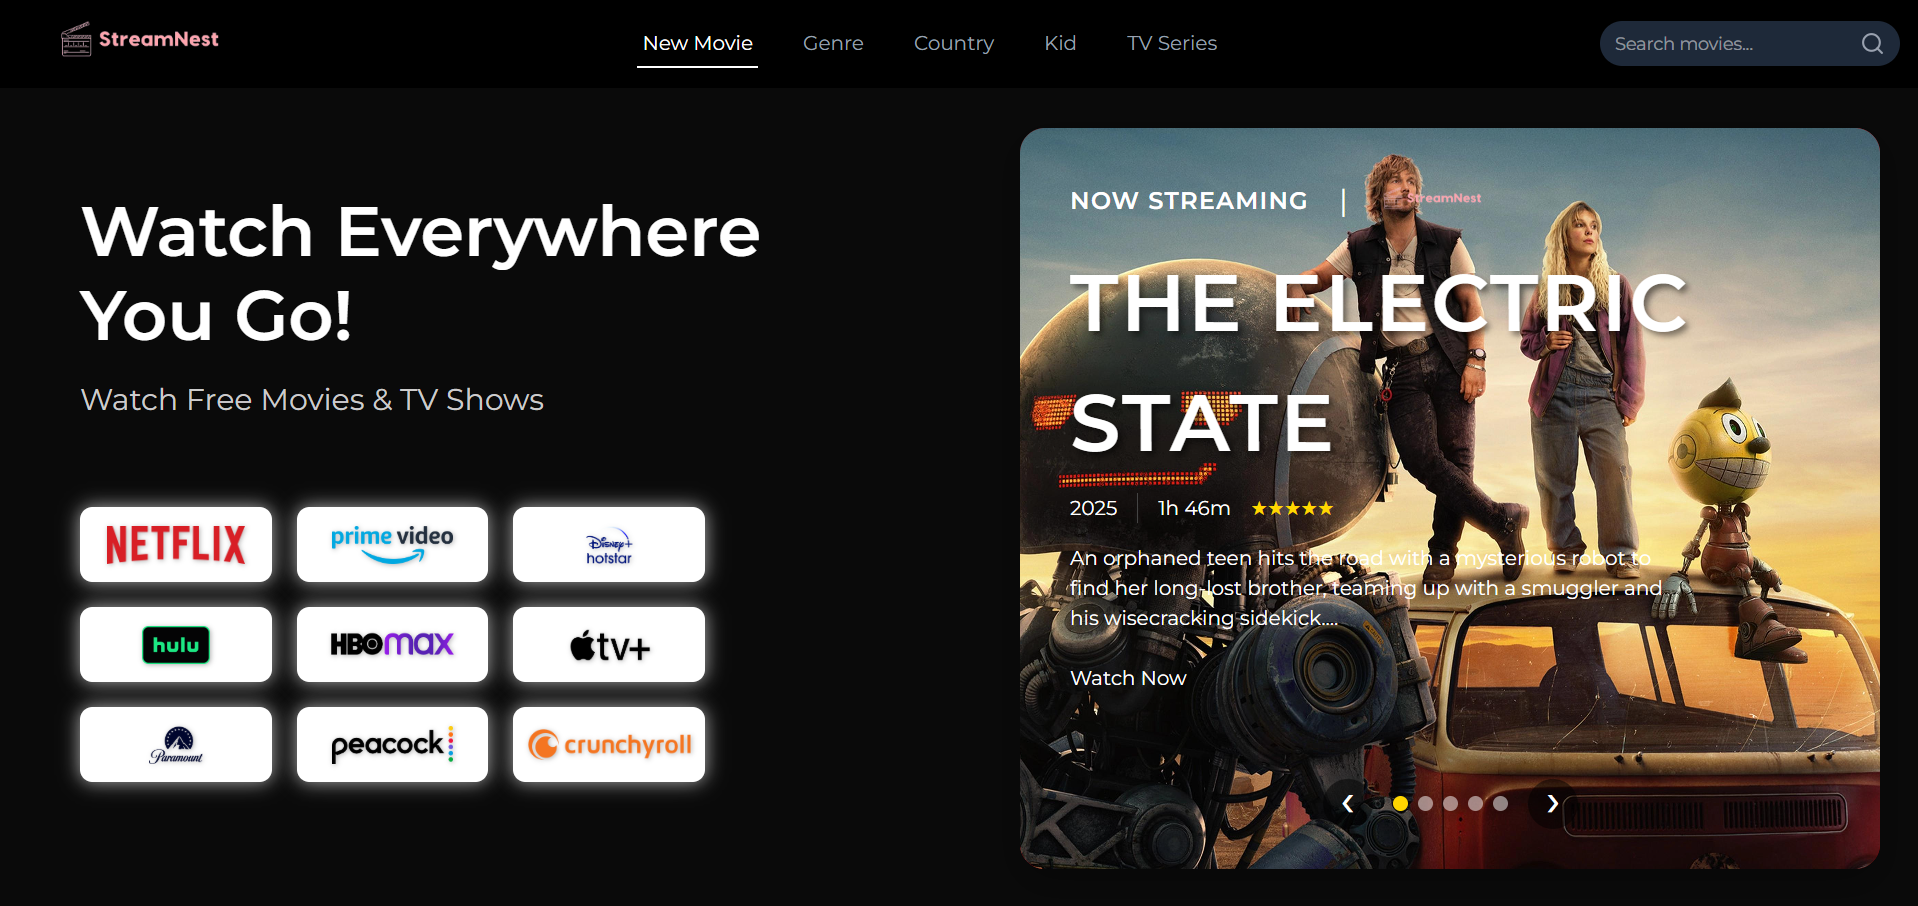 StreamNest
New Movie
Genre
Country
Kid
TV Series
Search movies...
Watch Everywhere
You Go!
Watch Free Movies & TV Shows
NETFLIX
prime video
Disney+
hotstar
hulu
HBOmax
tv+
Paramount
peacock
crunchyroll
NOW STREAMING |
StreamNest
THE ELECTRIC
STATE
2025
1h 46m
★★★★★
An orphaned teen hits the road with a mysterious robot to
find her long-lost brother, teaming up with a smuggler and
his wisecracking sidekick....
Watch Now